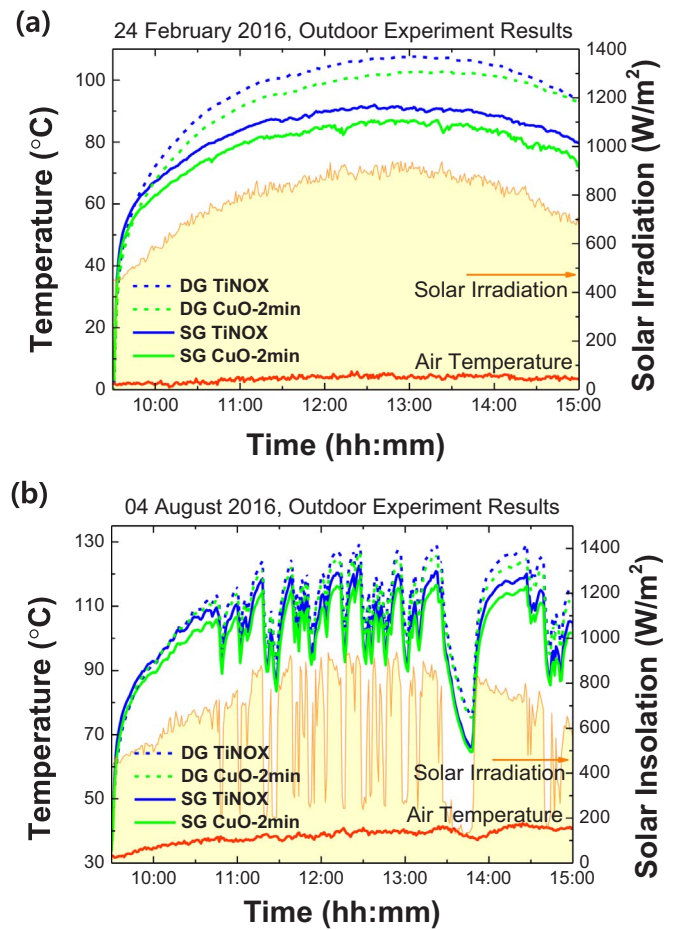 (a)
24 February 2016, Outdoor Experiment Results
Temperature (°C)
100
80
60
40
20
0
DG TiNOX
DG CuO-2min
SG TiNOX
SG CuO-2min
Solar Irradiation
Air Temperature
1400
1200
1000
800
600
400
200
0
Solar Irradiation (W/m²)
10:00 11:00 12:00 13:00 14:00 15:00
Time (hh:mm)
(b)
04 August 2016, Outdoor Experiment Results
Temperature (°C)
130
110
90
70
50
30
DG TiNOX
DG CuO-2min
SG TiNOX
SG CuO-2min
Solar Irradiation
Air Temperature
1400
1200
1000
800
600
400
200
0
Solar Insolation (W/m²)
10:00 11:00 12:00 13:00 14:00 15:00
Time (hh:mm)